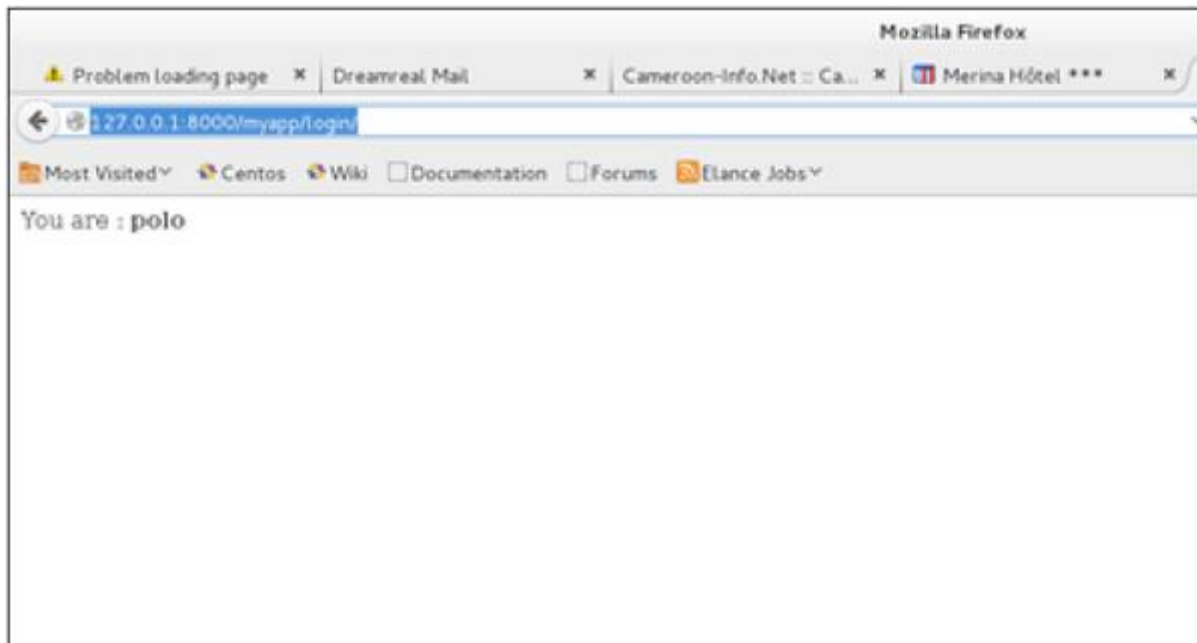 Mozilla Firefox
Problem loading page Dreamreal Mail Cameroon-Info.Net :: Ca... Merina Hôtel ***
127.0.0.1:8000/myapp/login/
Most Visited Centos Wiki Documentation Forums Elance Jobs
You are : polo